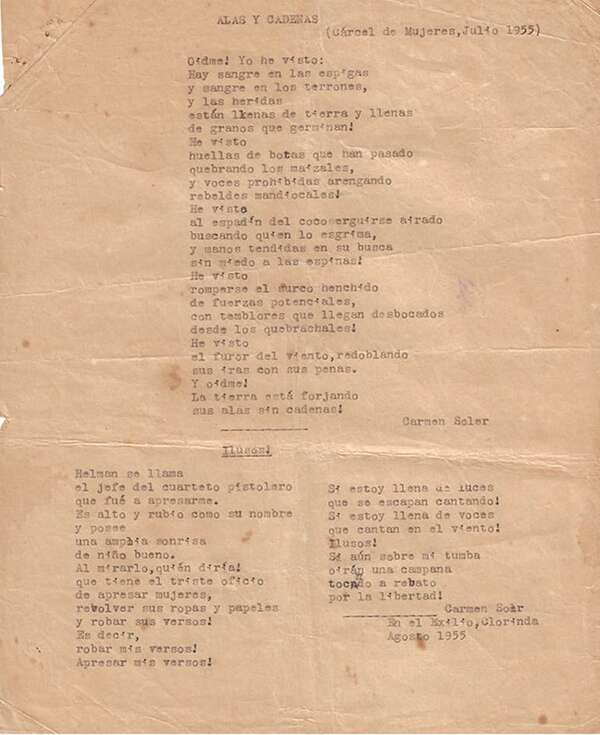 ALAS Y CADENAS
(Cárcel de Mujeres,Julio 1955)
Oidme! Yo he visto:
Hay sangre en las espigas
y sangre en los terrones,
y las heridas
están llenas de tierra y llenas
de granos que germinan!
He visto
huellas de botas que han pasado
quebrando los maizales,
y voces prohibidas arengando
rebeldes mandiocales!
He visto
al espadin del cocoserguirse airado
buscando quien lo esgrima,
y manos tendidas en su busca
sin miedo a las espinas!
He visto
romperse el surco henchido
de fuerzas potenciales,
con temblores que llegan desbocados
desde los quebrachales!
He visto
el furor del viento,redoblando
sus iras con sus penas.
Y oidme!
La tierra está forjando
sus alas sin cadenas!
Carmen Soler
Ilusos!
Helman se llama
el jefe del cuarteto pistolero
que fué a apresarme.
Es alto y rubio como su nombre
y posee
una amplia sonrisa
de niño bueno.
Al mirarlo,quién diria!
que tiene el triste oficio
de apresar mujeres,
revolver sus ropas y papeles
y robar sus versos!
Es decir,
robar mis versos!
Apresar mis versos!
Si estoy llena de luces
que se escapan cantando!
Si estoy llena de voces
que cantan en el viento!
Ilusos!
Si aún sobre mi tumba
oirán una campana
tocando a rebato
por la libertad!
Carmen Soler
En el Exilio,Clorinda
Agosto 1955